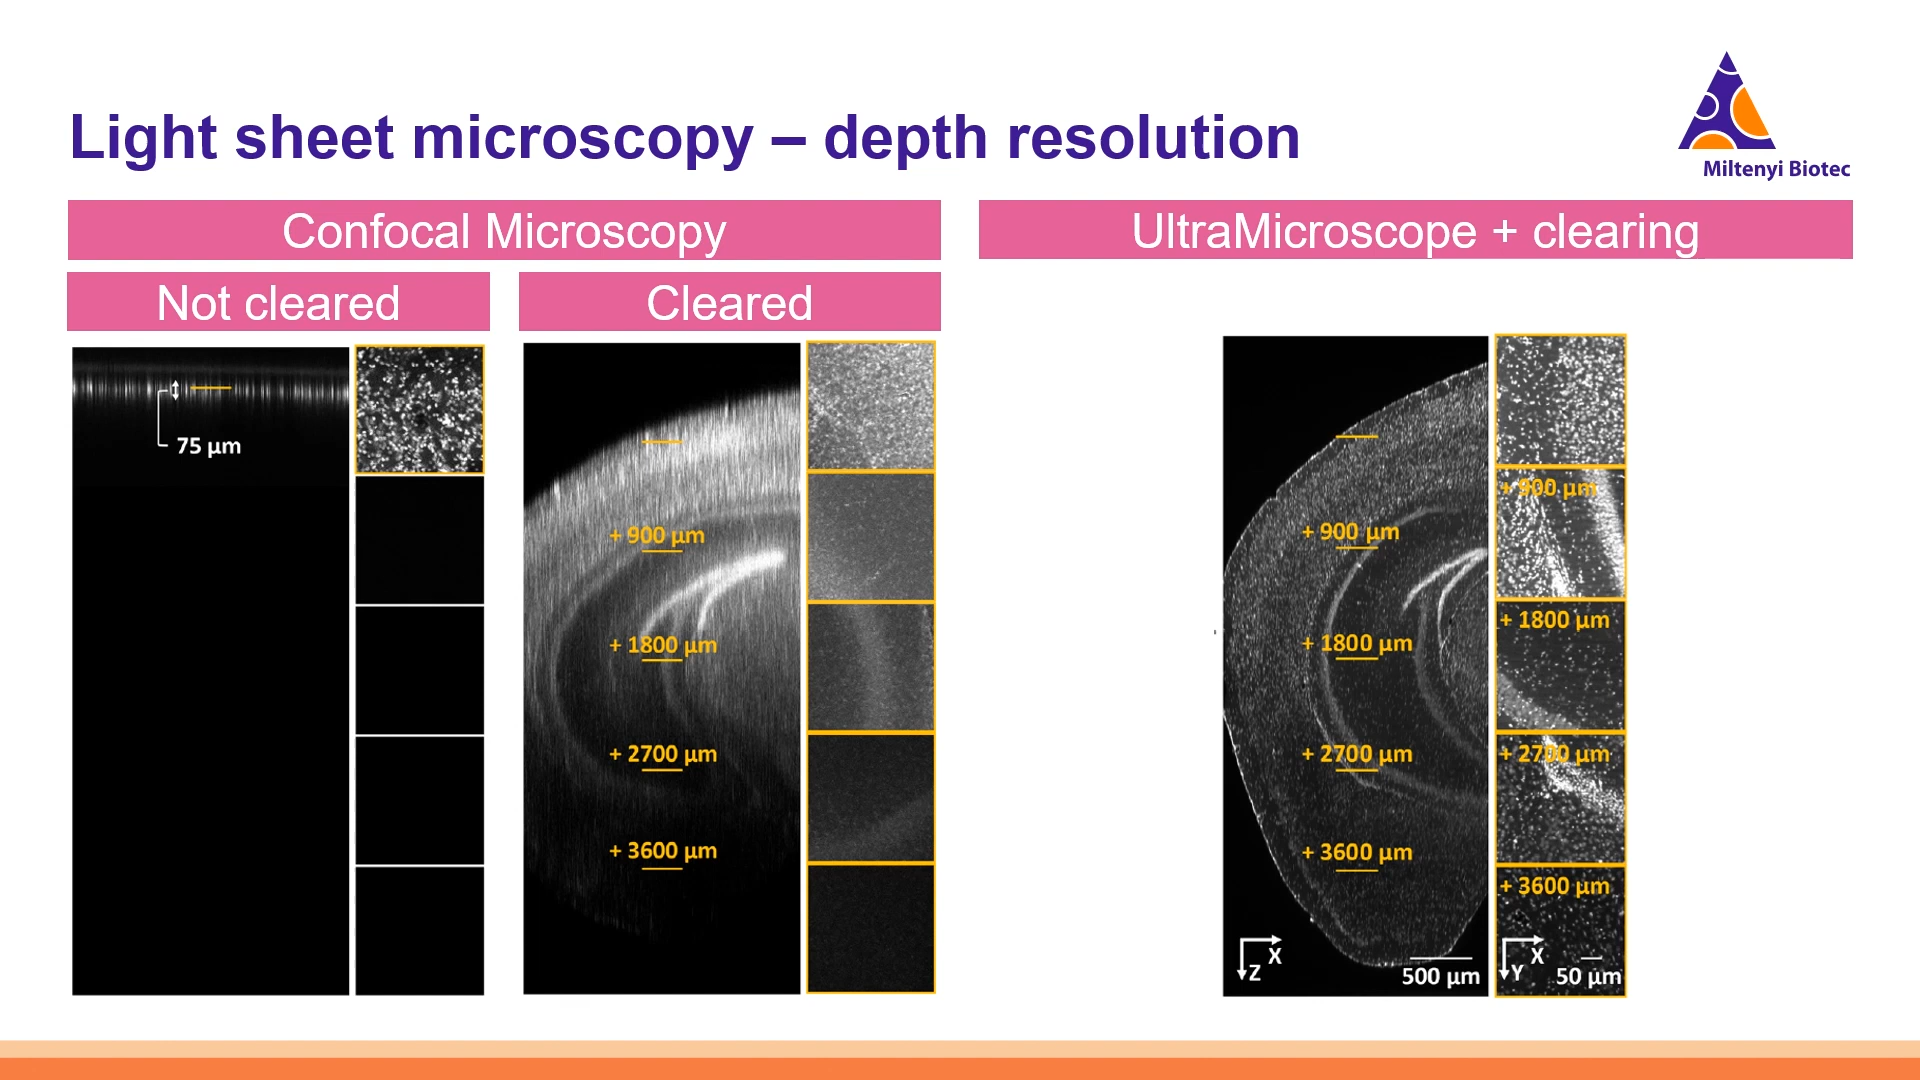 Light sheet microscopy – depth resolution
Miltenyi Biotec
Confocal Microscopy
UltraMicroscope + clearing
Not cleared
Cleared
75 µm
+ 900 µm
+ 1800 µm
+ 2700 µm
+ 3600 µm
+ 900 µm
+ 1800 µm
+ 2700 µm
+ 3600 µm
X
Z
500 µm
+ 900 µm
+ 1800 µm
+ 2700 µm
+ 3600 µm
X
Y
50 µm